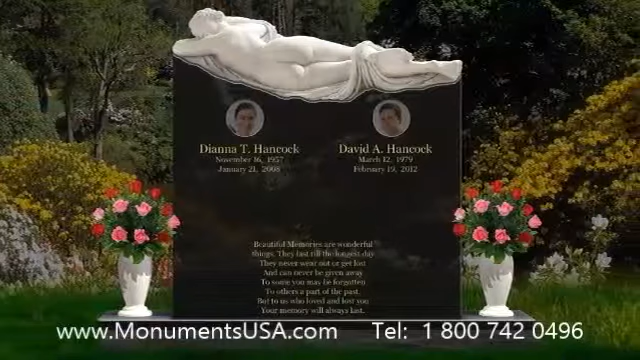 Dianna T. Hancock
November 16, 1957
January 21, 2008
David A. Hancock
March 12, 1979
February 19, 2012
Beautiful Memories are wonderful
things. They last till the longest day
They never wear out or get lost
And can never be given away
To some you may be forgotten
To others a part of the past.
But to us who loved and lost you
Your memory will always last.
www.MonumentsUSA.com Tel: 1 800 742 0496